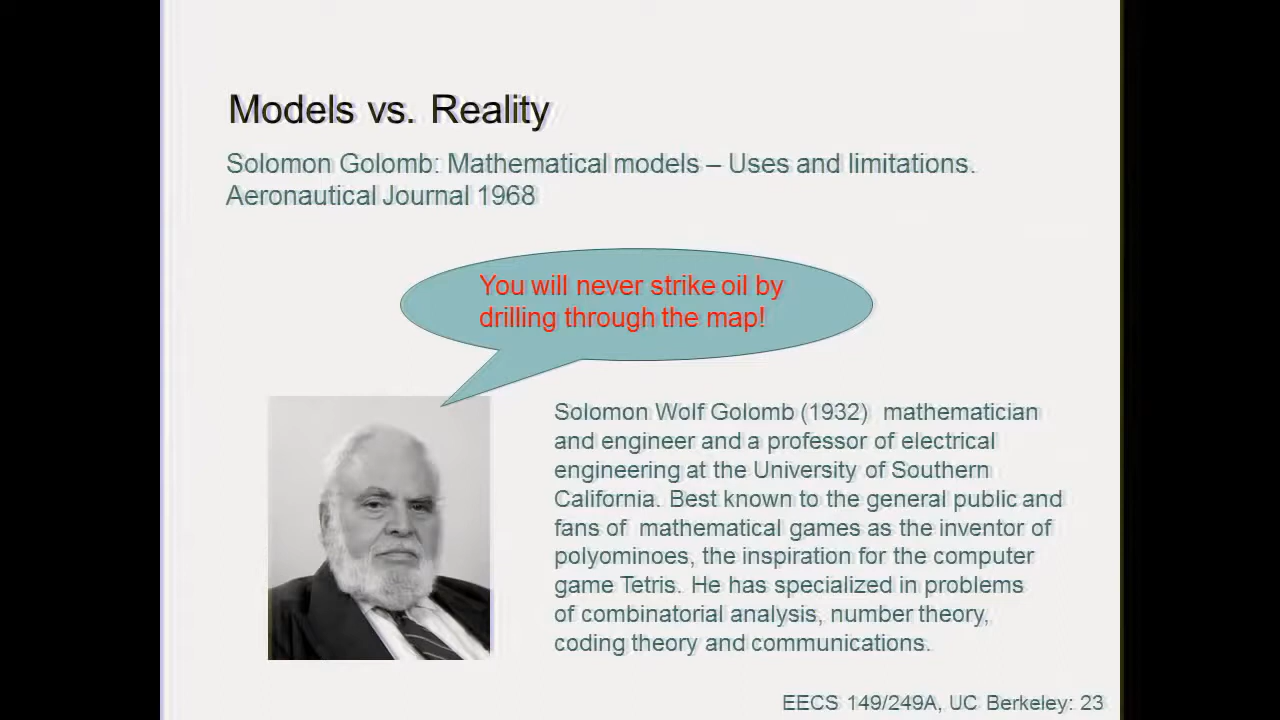 Models vs. Reality
Solomon Golomb: Mathematical models – Uses and limitations.
Aeronautical Journal 1968
You will never strike oil by
drilling through the map!
Solomon Wolf Golomb (1932) mathematician
and engineer and a professor of electrical
engineering at the University of Southern
California. Best known to the general public and
fans of mathematical games as the inventor of
polyominoes, the inspiration for the computer
game Tetris. He has specialized in problems
of combinatorial analysis, number theory,
coding theory and communications.
EECS 149/249A, UC Berkeley: 23